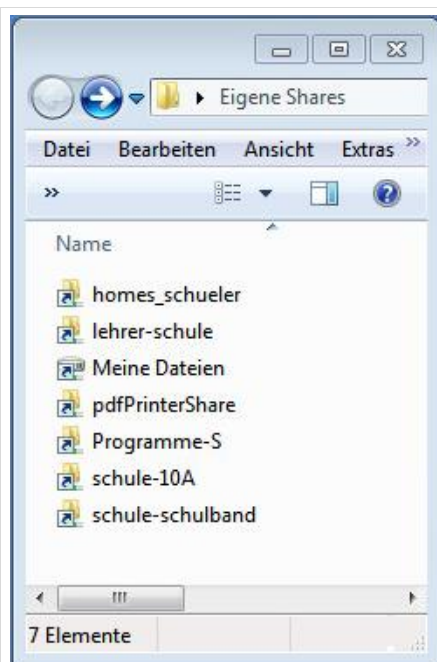 Eigene Shares
Datei Bearbeiten Ansicht Extras »
»
Name
homes_schueler
lehrer-schule
Meine Dateien
pdfPrinterShare
Programme-S
schule-10A
schule-schulband
7 Elemente